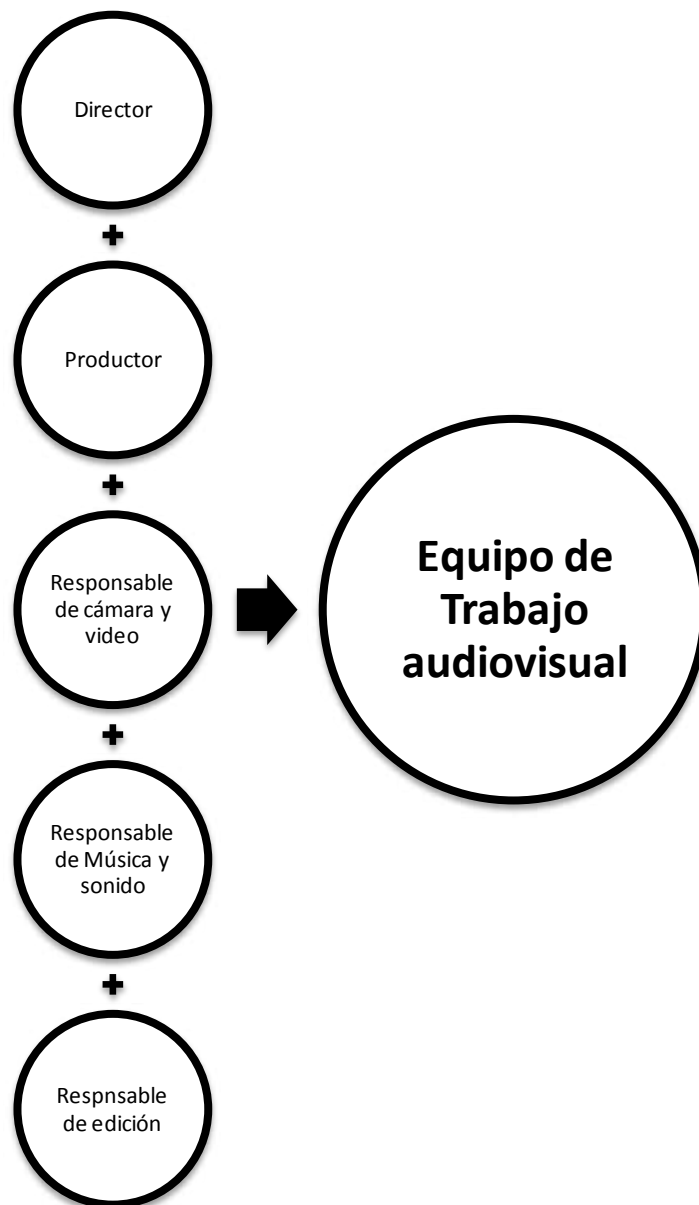 Director
+
Productor
+
Responsable
de cámara y
video
+
Responsable
de Música y
sonido
+
Respnsable
de edición
Equipo de
Trabajo
audiovisual